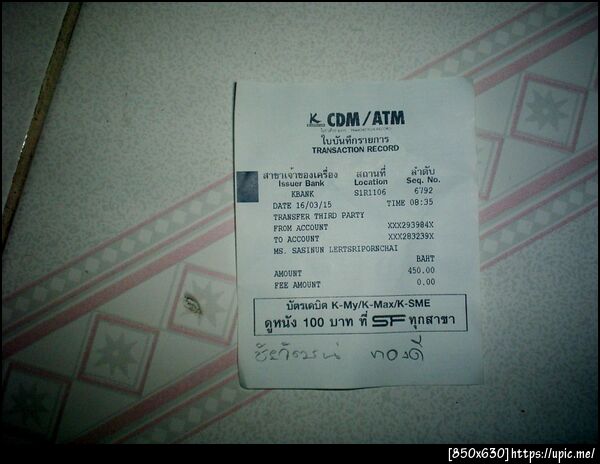 K CDM/ATM
ใบบันทึกรายการ
TRANSACTION RECORD
สาขาเจ้าของเครื่อง สถานที่ ลำดับ
Issuer Bank Location Seq. No.
KBANK S1R1106 6792
DATE 16/03/15 TIME 08:35
TRANSFER THIRD PARTY
FROM ACCOUNT XXX293984X
TO ACCOUNT XXX283239X
MS. SASINUN LERTSRIPORNCHAI
BAHT
AMOUNT 450.00
FEE AMOUNT 0.00
บัตรเดบิต K-My/K-Max/K-SME
ดูหนัง 100 บาท ที่ SF ทุกสาขา
ทองดี
[850x630] https://upic.me/